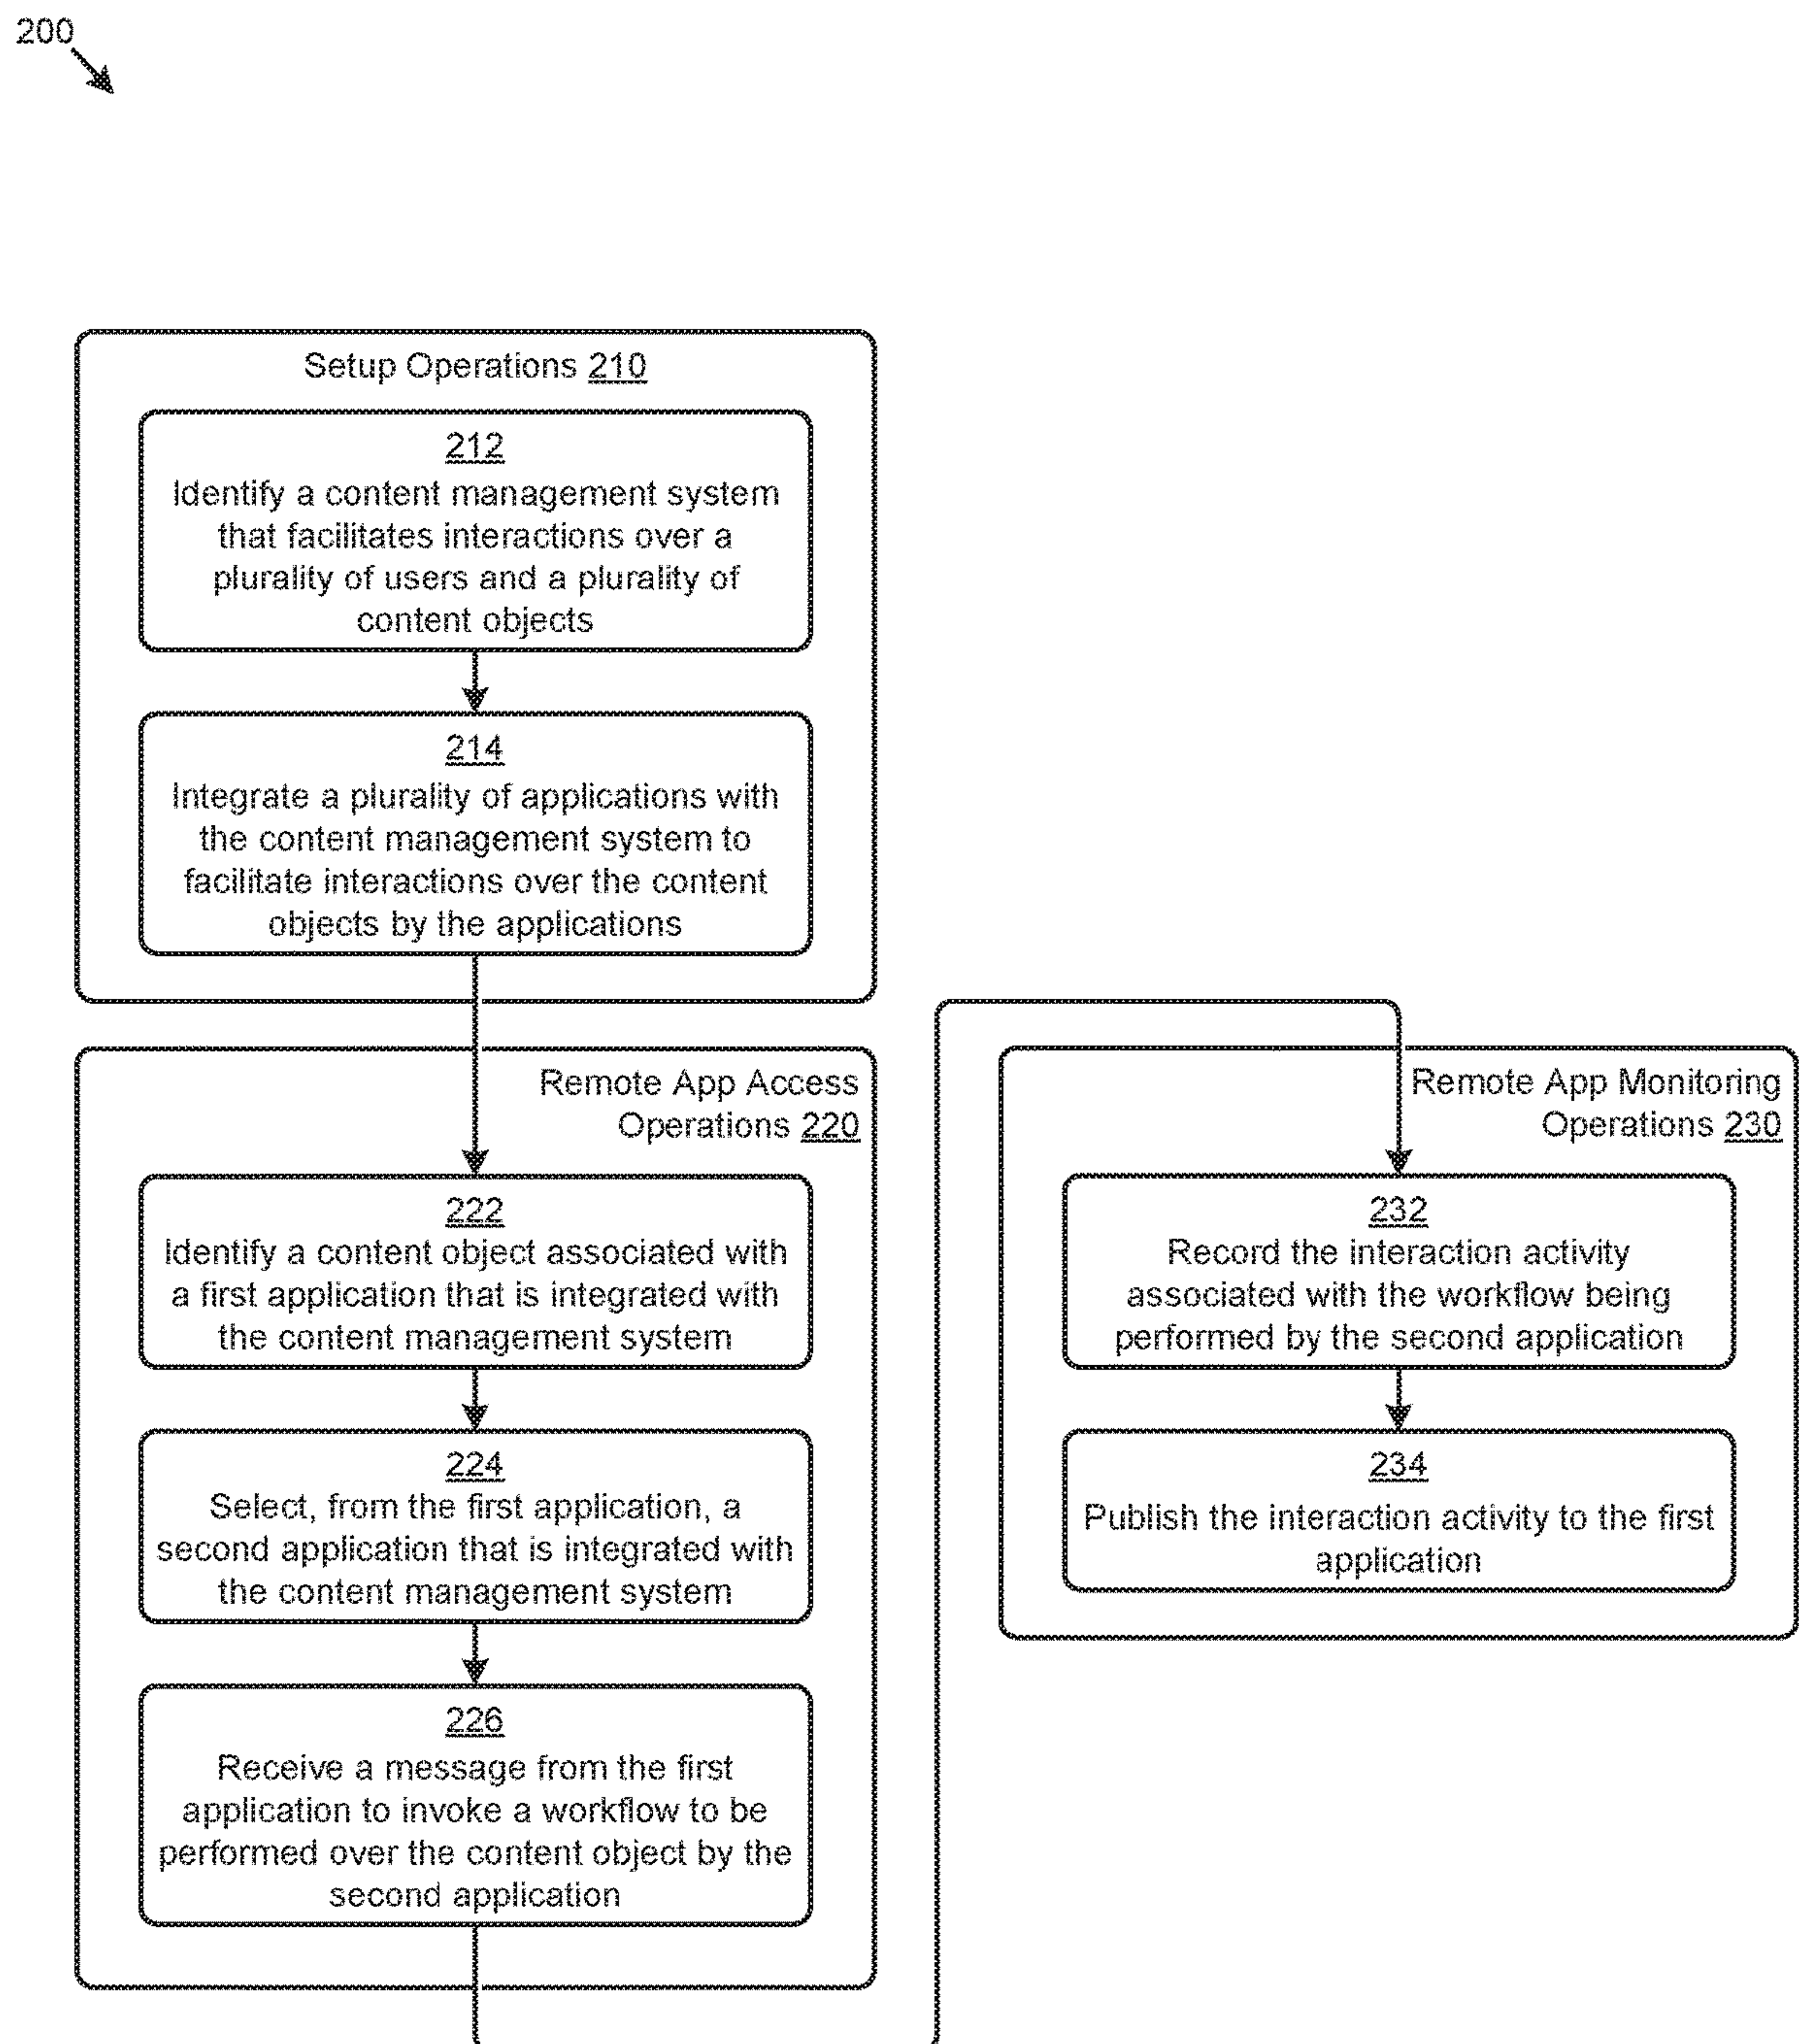 200
Setup Operations 210
212
Identify a content management system
that facilitates interactions over a
plurality of users and a plurality of
content objects
214
Integrate a plurality of applications with
the content management system to
facilitate interactions over the content
objects by the applications
Remote App Access
Operations 220
222
Identify a content object associated with
a first application that is integrated with
the content management system
224
Select, from the first application, a
second application that is integrated with
the content management system
226
Receive a message from the first
application to invoke a workflow to be
performed over the content object by the
second application
Remote App Monitoring
Operations 230
232
Record the interaction activity
associated with the workflow being
performed by the second application
234
Publish the interaction activity to the first
application